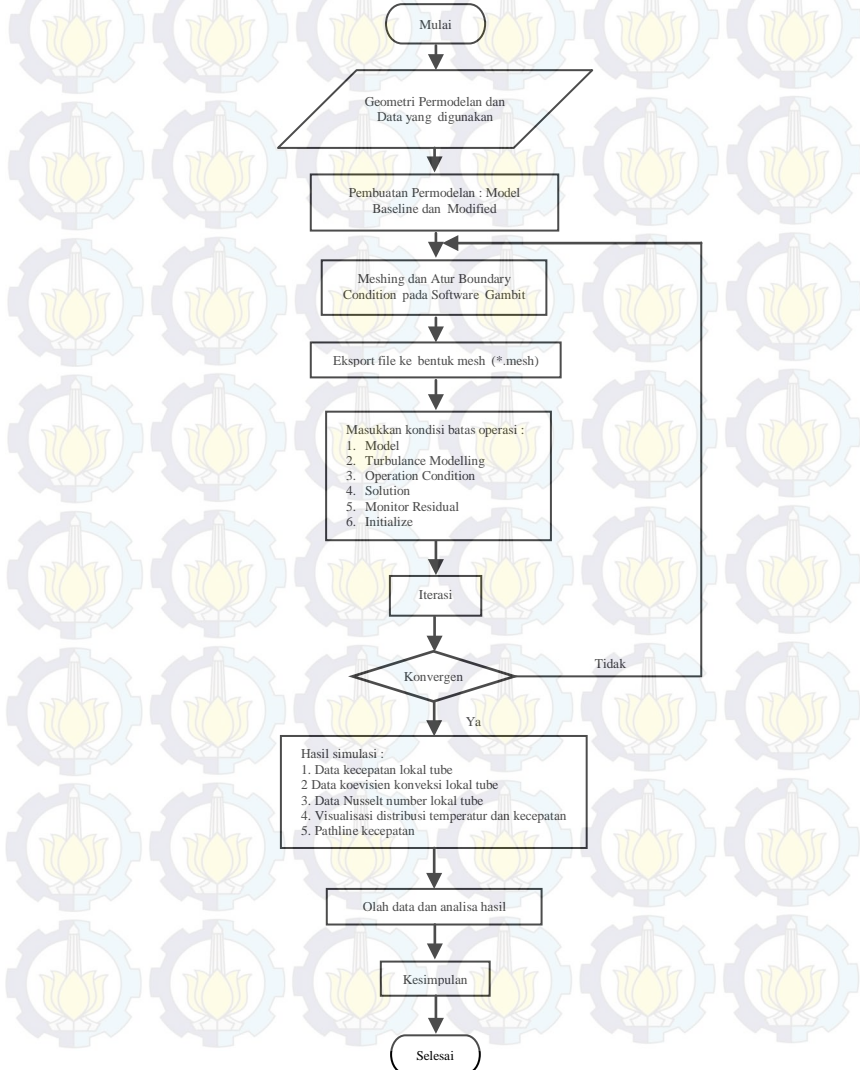 Mulai
Geometri Permodelan dan
Data yang digunakan
Pembuatan Permodelan : Model
Baseline dan Modified
Meshing dan Atur Boundary
Condition pada Software Gambit
Eksport file ke bentuk mesh (*.mesh)
Masukkan kondisi batas operasi :
1. Model
2. Turbulance Modelling
3. Operation Condition
4. Solution
5. Monitor Residual
6. Initialize
Iterasi
Konvergen
Tidak
Ya
Hasil simulasi :
1. Data kecepatan lokal tube
2 Data koevisien konveksi lokal tube
3. Data Nusselt number lokal tube
4. Visualisasi distribusi temperatur dan kecepatan
5. Pathline kecepatan
Olah data dan analisa hasil
Kesimpulan
Selesai